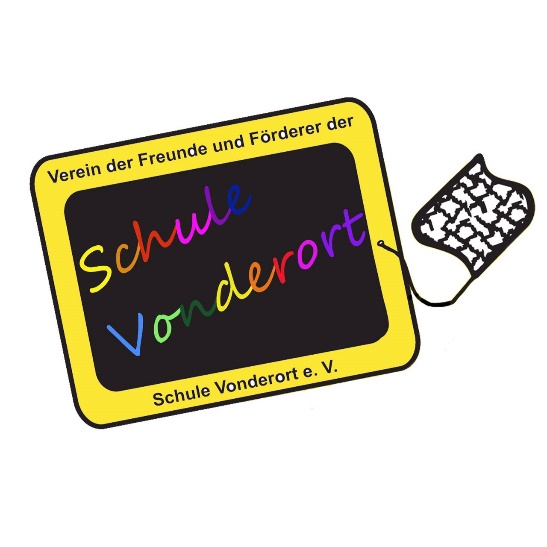 Verein der Freunde und Förderer der
Schule
Vonderort
Schule Vonderort e. V.